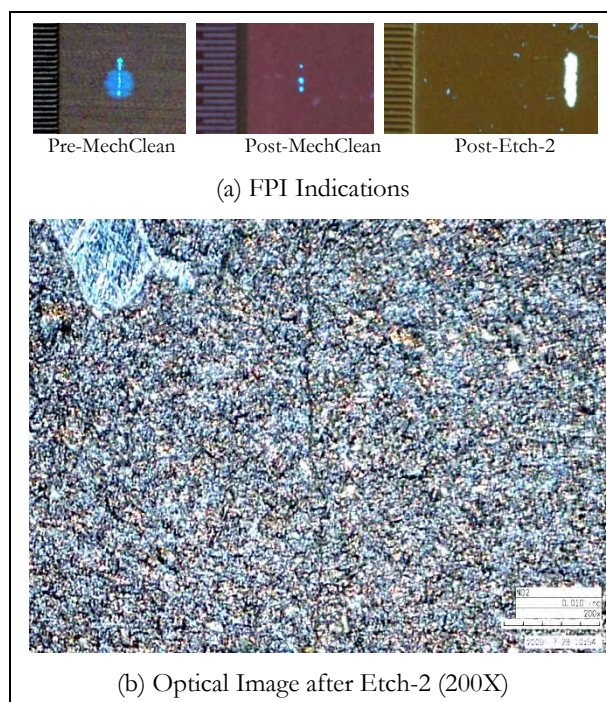 Pre-MechClean
Post-MechClean
Post-Etch-2
(a) FPI Indications
0.010 inc
200x
(b) Optical Image after Etch-2 (200X)